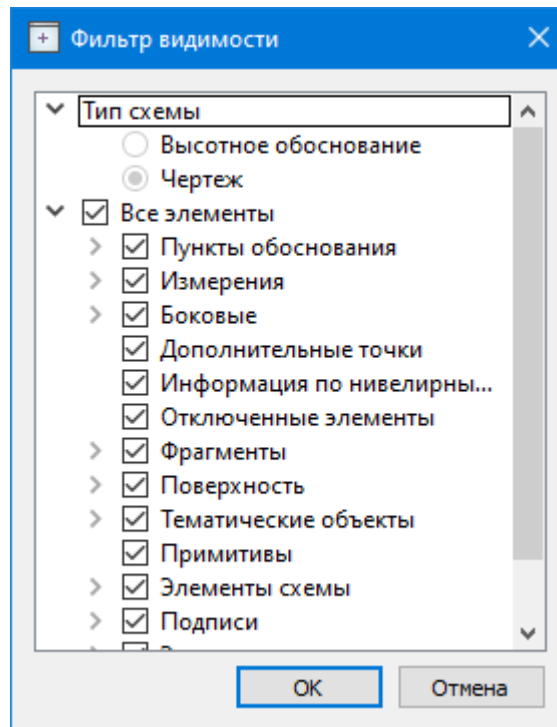 Фильтр видимости
Тип схемы
Высотное обоснование
Чертеж
Все элементы
Пункты обоснования
Измерения
Боковые
Дополнительные точки
Информация по нивелирны...
Отключенные элементы
Фрагменты
Поверхность
Тематические объекты
Примитивы
Элементы схемы
Подписи
OK Отмена